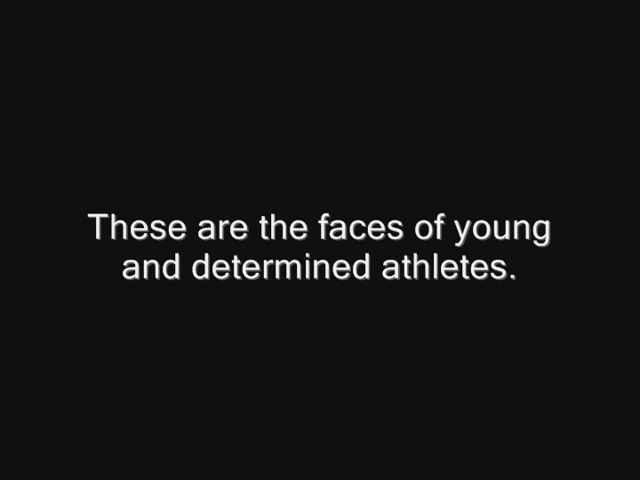 These are the faces of young
and determined athletes.